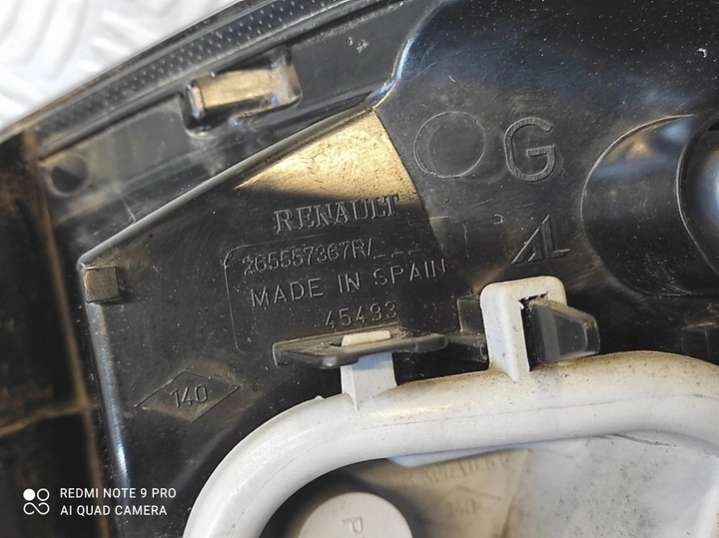 OG
RENAULT
265557367R/_ _ _ _
MADE IN SPAIN
45493
140
REDMI NOTE 9 PRO
AI QUAD CAMERA